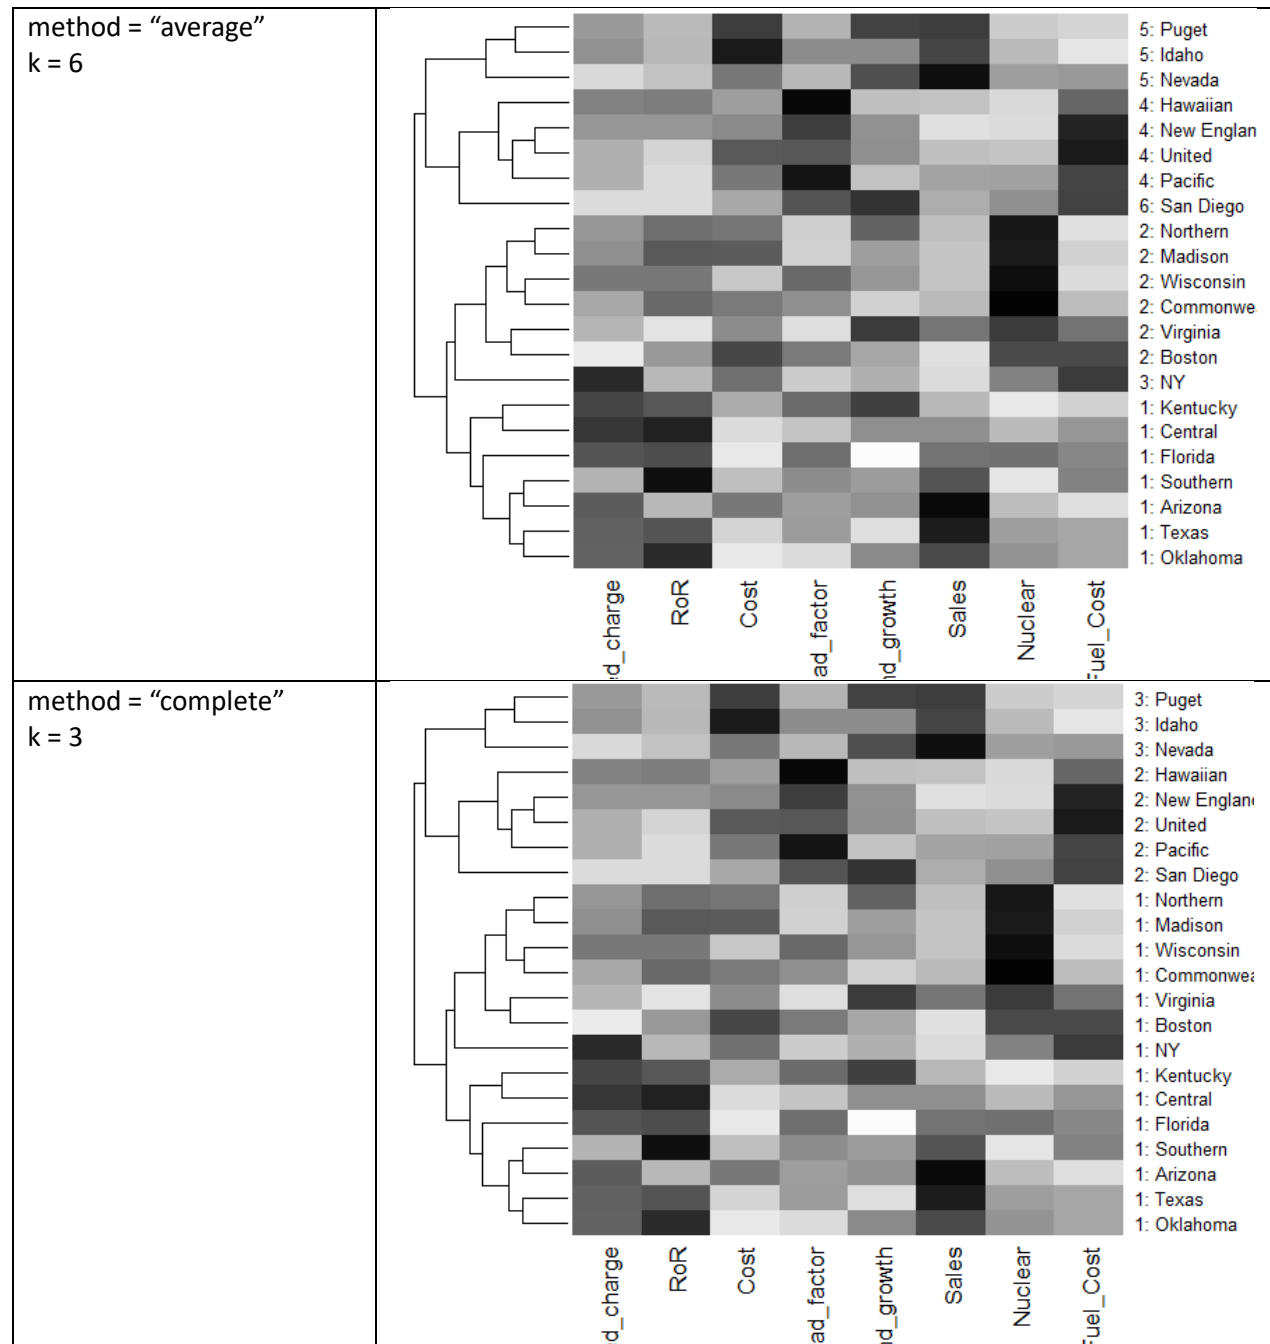 method = “average”
k = 6
5: Puget
5: Idaho
5: Nevada
4: Hawaiian
4: New Englan
4: United
4: Pacific
6: San Diego
2: Northern
2: Madison
2: Wisconsin
2: Commonwe
2: Virginia
2: Boston
3: NY
1: Kentucky
1: Central
1: Florida
1: Southern
1: Arizona
1: Texas
1: Oklahoma
ed_charge
RoR
Cost
ad_factor
nd_growth
Sales
Nuclear
Fuel_Cost
method = “complete”
k = 3
3: Puget
3: Idaho
3: Nevada
2: Hawaiian
2: New England
2: United
2: Pacific
2: San Diego
1: Northern
1: Madison
1: Wisconsin
1: Commonwea
1: Virginia
1: Boston
1: NY
1: Kentucky
1: Central
1: Florida
1: Southern
1: Arizona
1: Texas
1: Oklahoma
ed_charge
RoR
Cost
ad_factor
nd_growth
Sales
Nuclear
Fuel_Cost